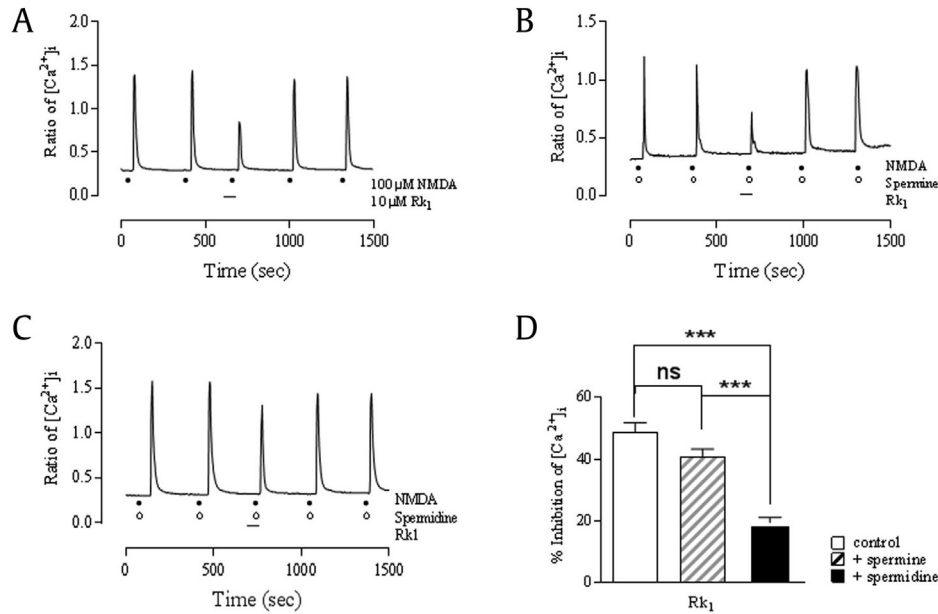 A
2.0
1.5
1.0
0.5
0.0
Ratio of [Ca2+]i
100 µM NMDA
10 µM Rk1
0 500 1000 1500
Time (sec)
B
2.0
1.5
1.0
0.5
0.0
Ratio of [Ca2+]i
NMDA
Spermine
Rk1
0 500 1000 1500
Time (sec)
C
2.0
1.5
1.0
0.5
0.0
Ratio of [Ca2+]i
NMDA
Spermidine
Rk1
0 500 1000 1500
Time (sec)
D
***
ns ***
60
40
20
0
% Inhibition of [Ca 2+]i
Rk1
control
+ spermine
+ spermidine